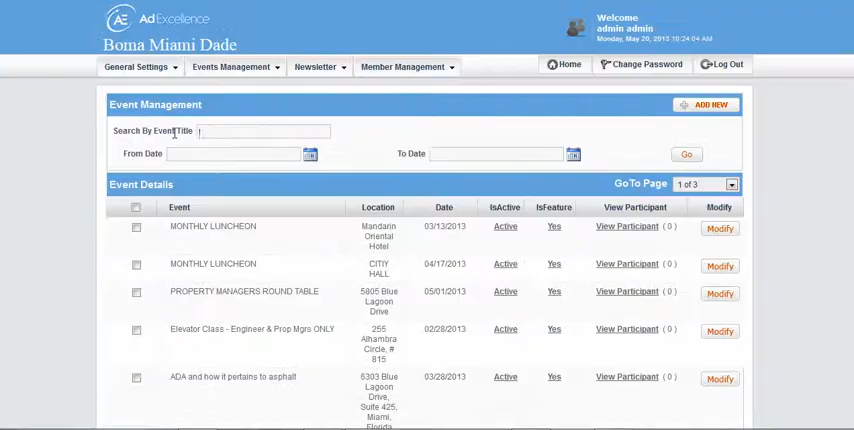 AE AdExcellence
Boma Miami Dade
Welcome
admin admin
Monday, May 20, 2013 10:24:04 AM
General Settings Events Management Newsletter Member Management
Home Change Password Log Out
Event Management ADD NEW
Search By Event Title
From Date To Date Go
Event Details GoTo Page 1 of 3
Event Location Date IsActive IsFeature View Participant Modify
MONTHLY LUNCHEON Mandarin Oriental Hotel 03/13/2013 Active Yes View Participant ( 0 ) Modify
MONTHLY LUNCHEON CITIY HALL 04/17/2013 Active Yes View Participant ( 0 ) Modify
PROPERTY MANAGERS ROUND TABLE 5805 Blue Lagoon Drive 05/01/2013 Active Yes View Participant ( 0 ) Modify
Elevator Class - Engineer & Prop Mgrs ONLY 255 Alhambra Circle, # 815 02/28/2013 Active Yes View Participant ( 0 ) Modify
ADA and how it pertains to asphalt 6303 Blue Lagoon Drive, Suite 425, Miami, Florida 03/28/2013 Active Yes View Participant ( 0 ) Modify